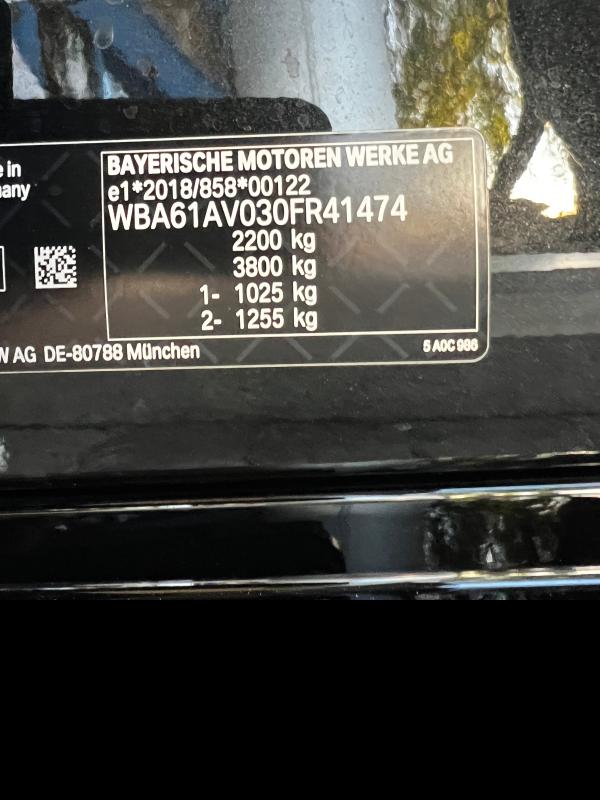 e in
any
BAYERISCHE MOTOREN WERKE AG
e1*2018/858*00122
WBA61AV030FR41474
2200 kg
3800 kg
1- 1025 kg
2- 1255 kg
W AG DE-80788 München
5 A0C 986